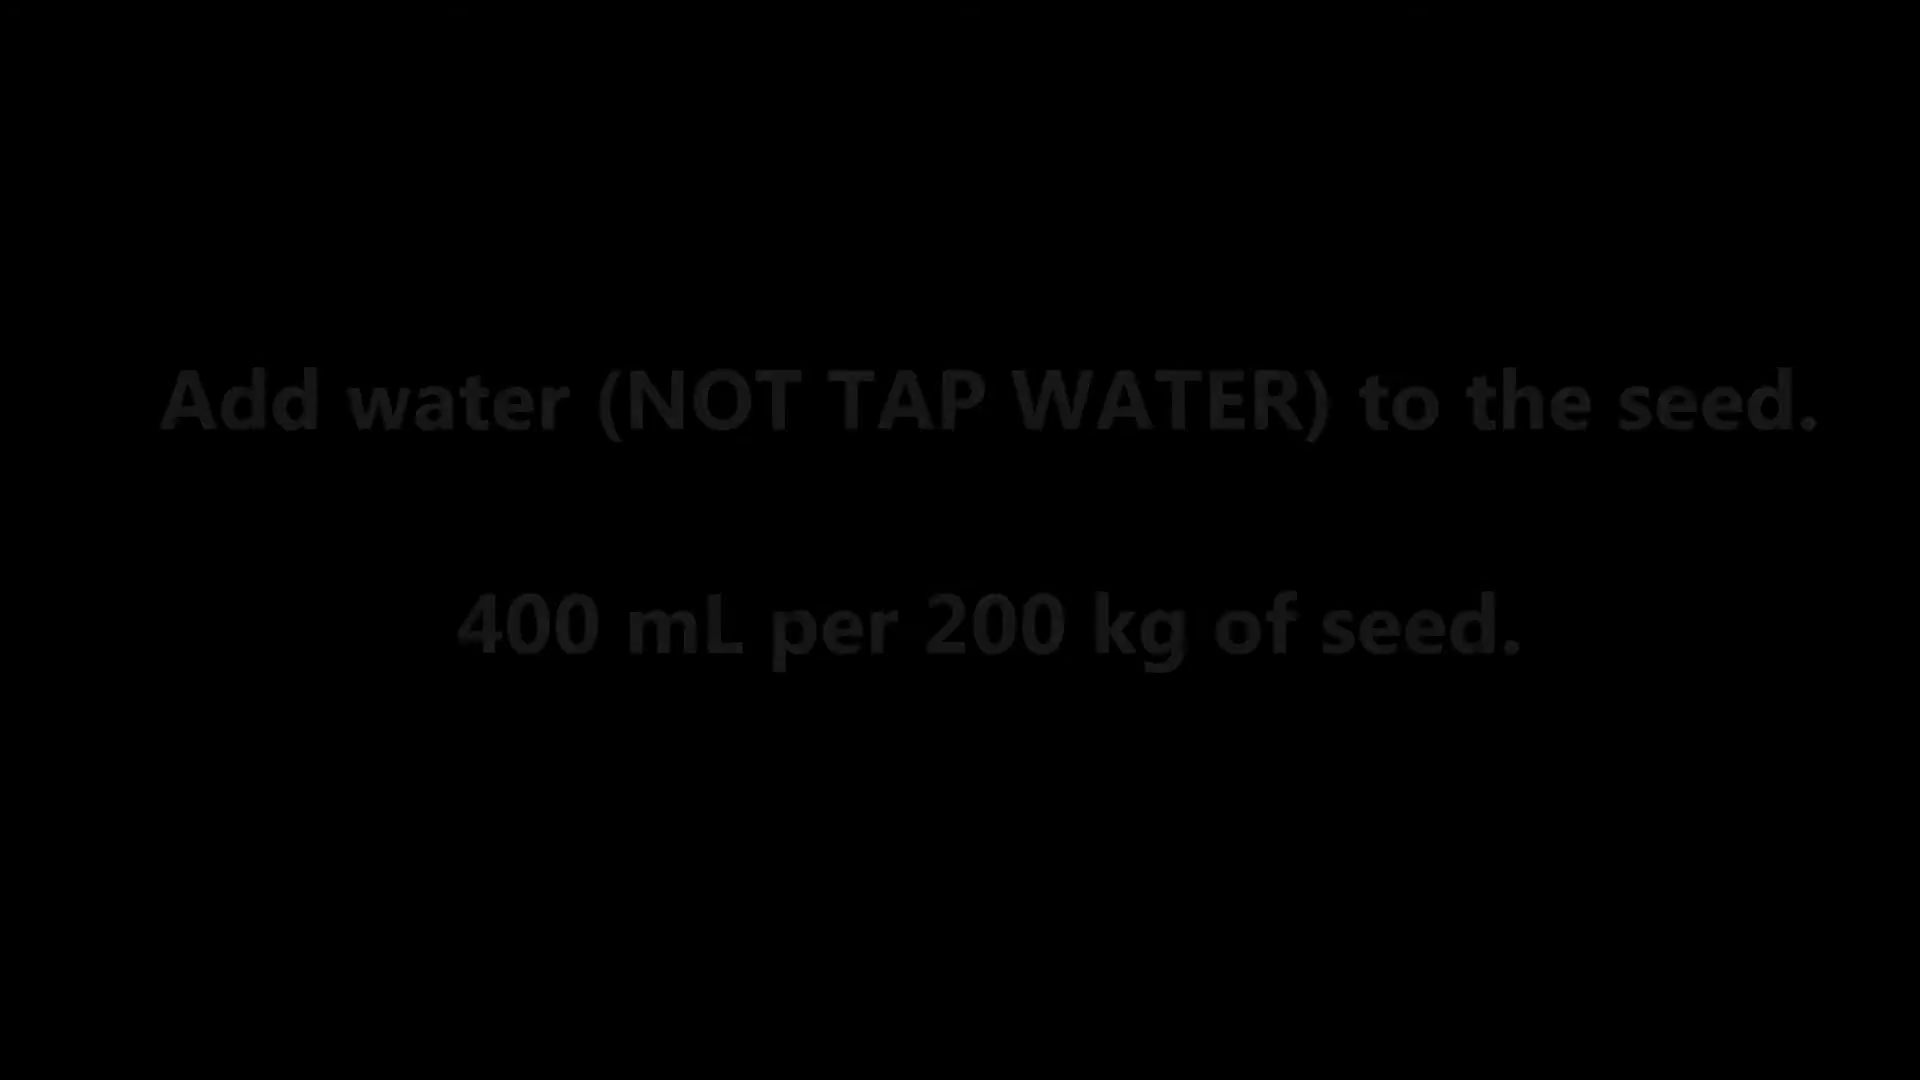 Add water (NOT TAP WATER) to the seed.
400 mL per 200 kg of seed.